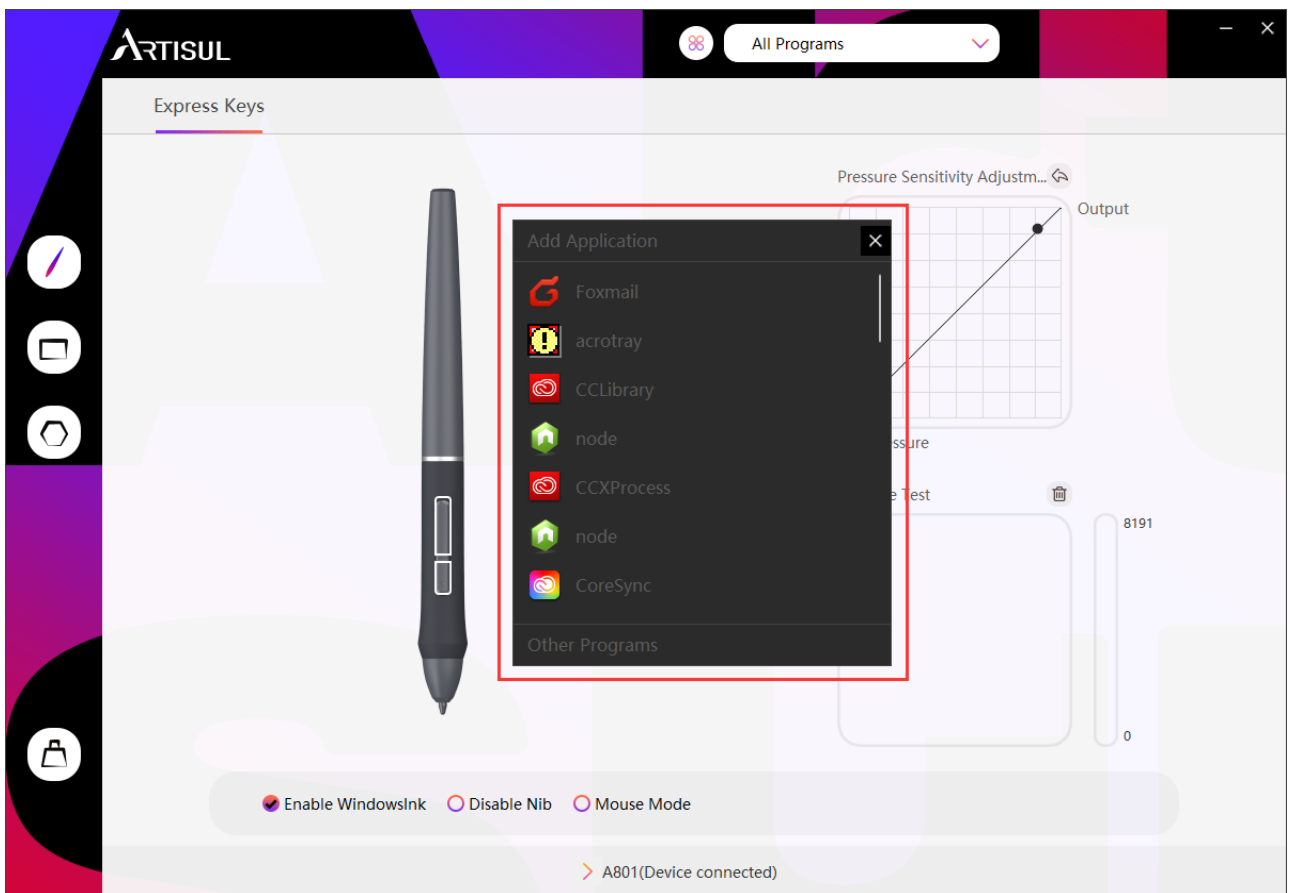 ARTISUL
All Programs
Express Keys
Pressure Sensitivity Adjustm...
Output
Add Application
Foxmail
acrotray
CCLibrary
node
ssure
CCXProcess
e Test
8191
node
CoreSync
Other Programs
0
Enable WindowsInk Disable Nib Mouse Mode
A801(Device connected)